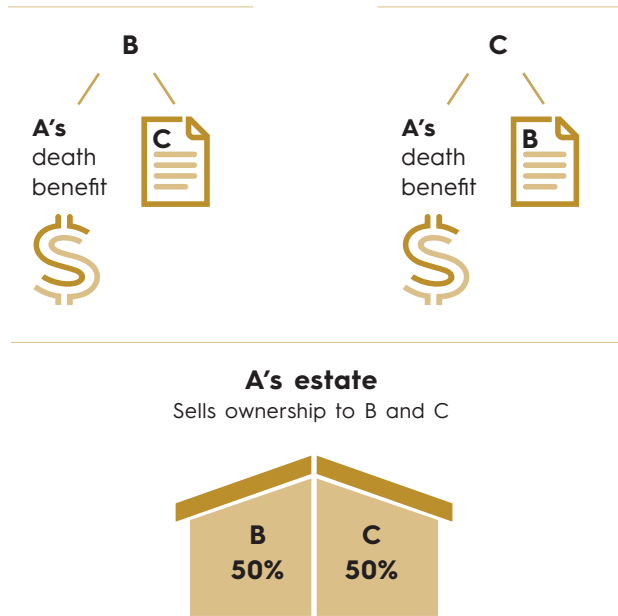 B
A’s
death
benefit
C
C
A’s
death
benefit
B
A’s estate
Sells ownership to B and C
B
50%
C
50%